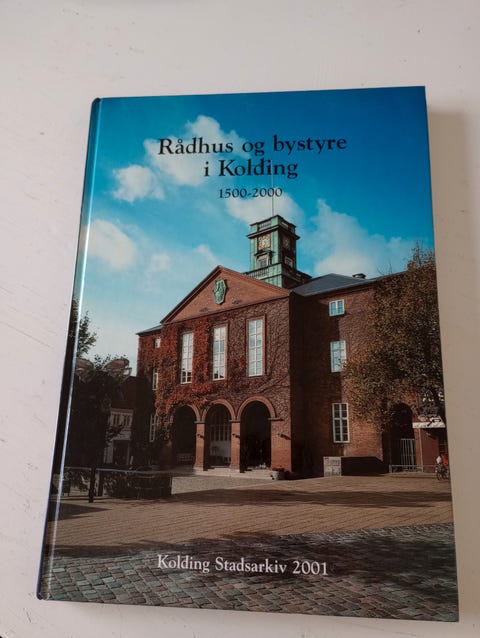 Rådhus og bystyre
i Kolding
1500-2000
Kolding Stadsarkiv 2001